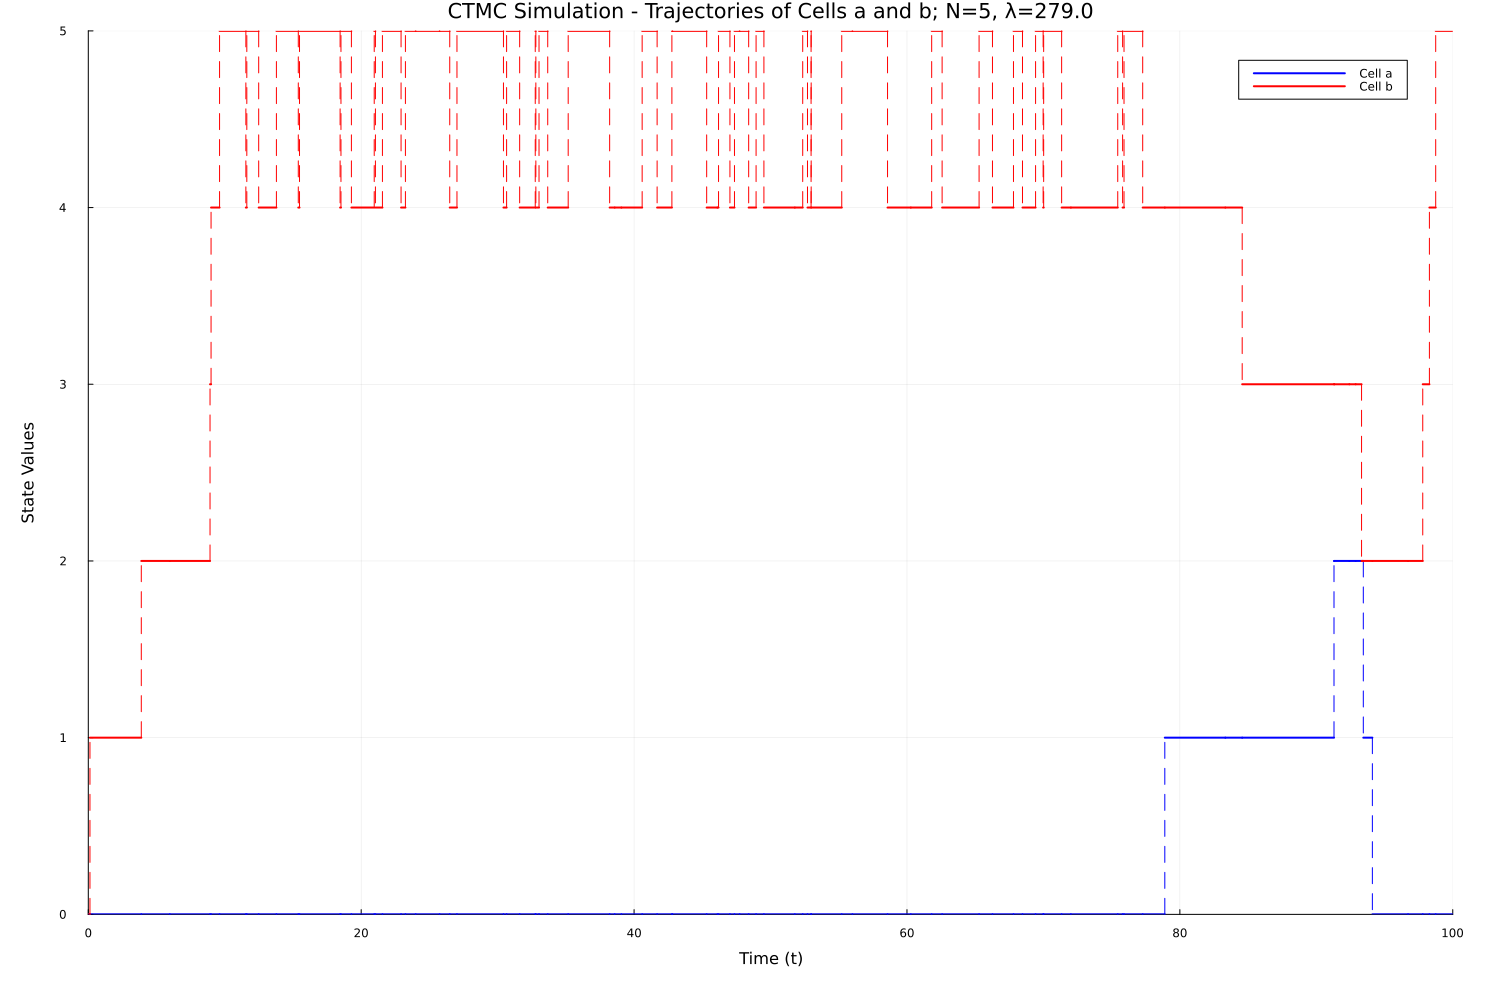 CTMC Simulation - Trajectories of Cells a and b; N=5, λ=279.0
5
Cell a
Cell b
4
3
State Values
2
1
0
0 20 40 60 80 100
Time (t)